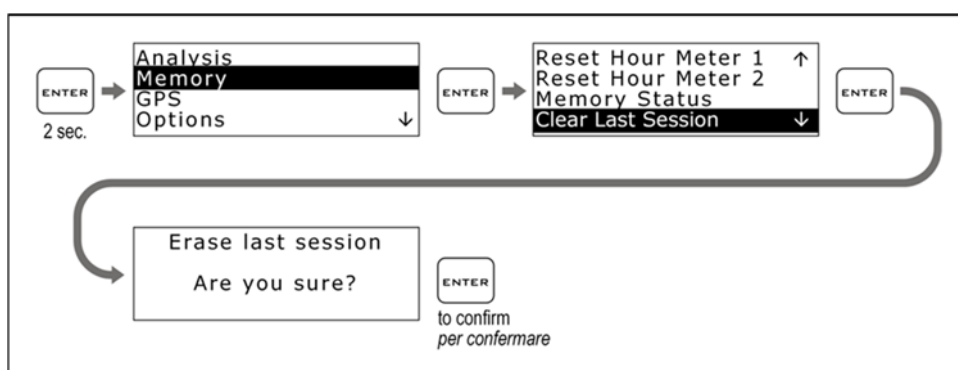 ENTER
2 sec.
Analysis
Memory
GPS
Options ↓
ENTER
Reset Hour Meter 1 ↑
Reset Hour Meter 2
Memory Status
Clear Last Session ↓
ENTER
Erase last session
Are you sure?
ENTER
to confirm
per confermare